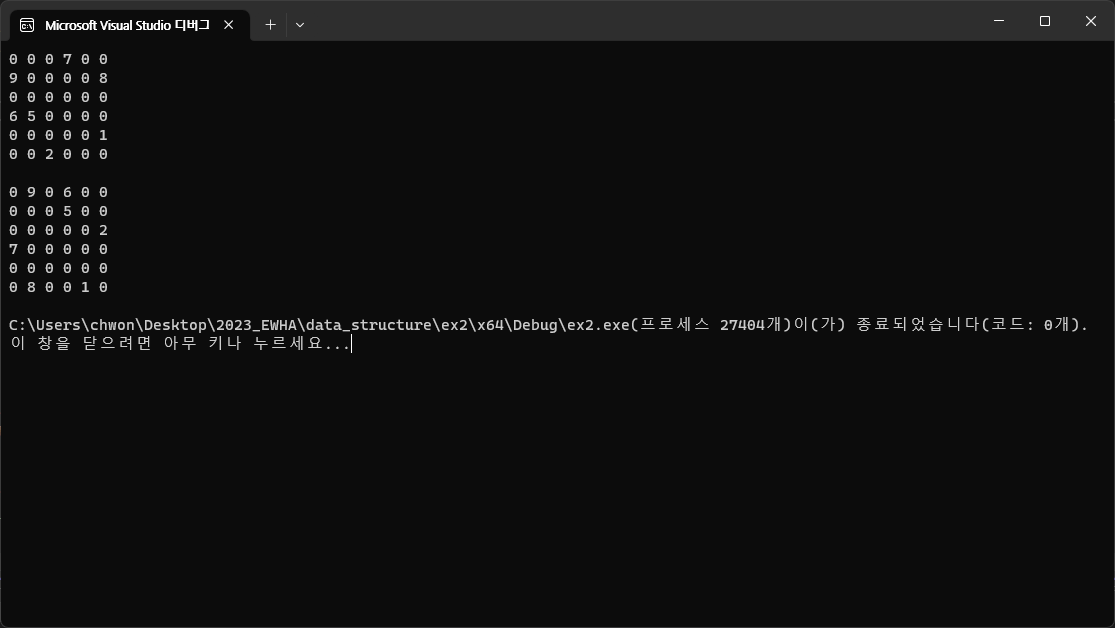 Microsoft Visual Studio 디버그
0 0 0 7 0 0
9 0 0 0 0 8
0 0 0 0 0 0
6 5 0 0 0 0
0 0 0 0 0 1
0 0 2 0 0 0
0 9 0 6 0 0
0 0 0 5 0 0
0 0 0 0 0 2
7 0 0 0 0 0
0 0 0 0 0 0
0 8 0 0 1 0
C:\Users\chwon\Desktop\2023_EWHA\data_structure\ex2\x64\Debug\ex2.exe(프로세스 27404개)이(가) 종료되었습니다(코드: 0개).
이 창을 닫으려면 아무 키나 누르세요...